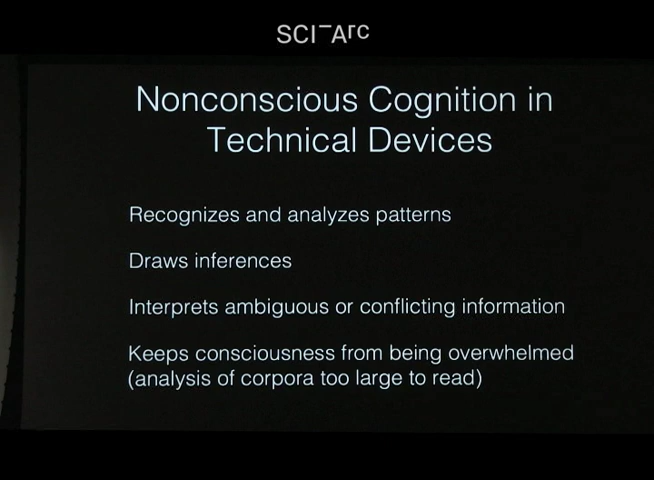 SCI-Arc
Nonconscious Cognition in
Technical Devices
Recognizes and analyzes patterns
Draws inferences
Interprets ambiguous or conflicting information
Keeps consciousness from being overwhelmed
(analysis of corpora too large to read)